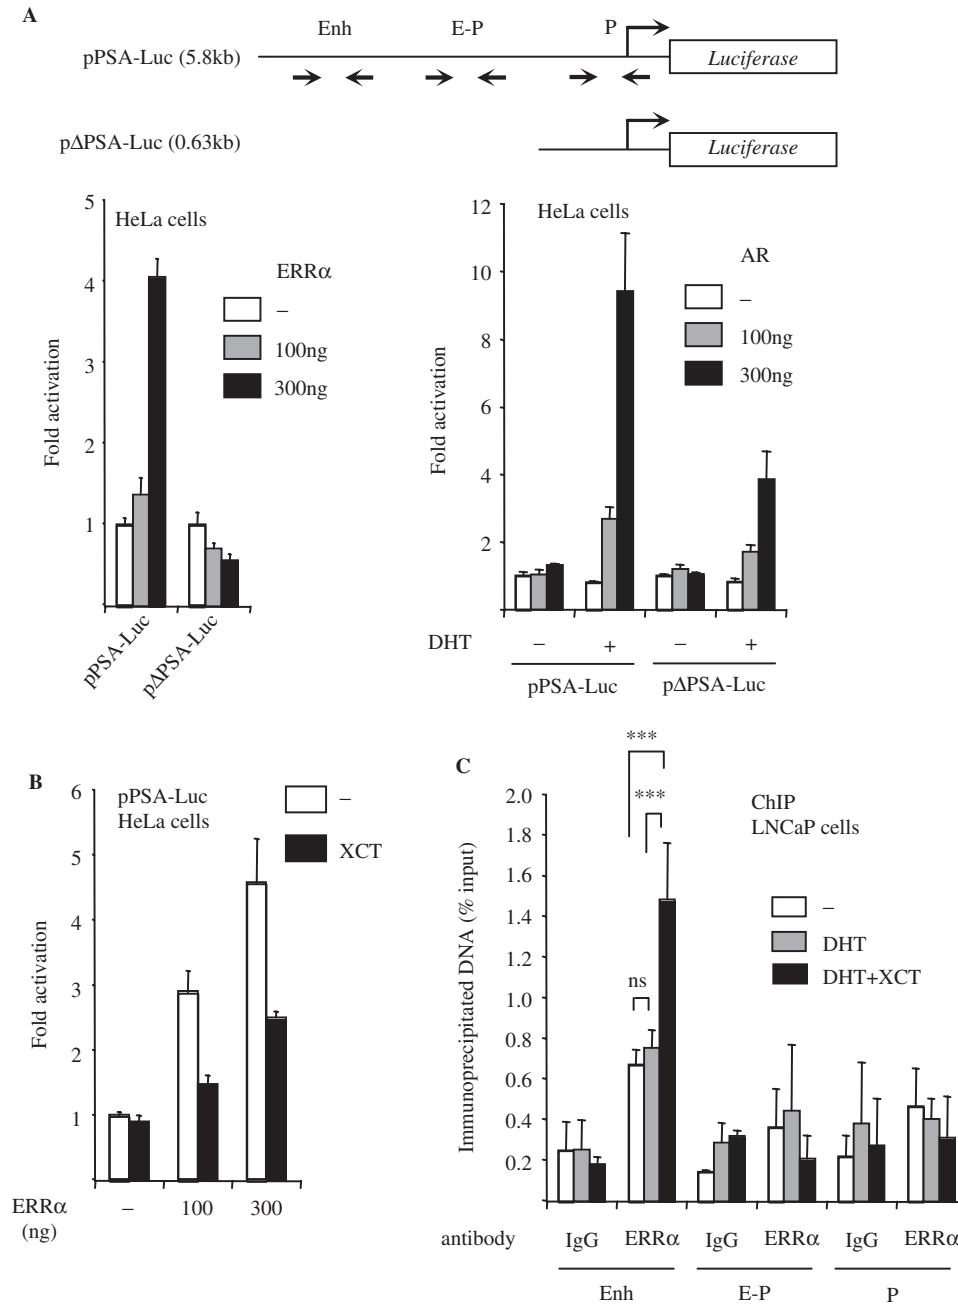 A
Enh E-P P
pPSA-Luc (5.8kb) Luciferase
pΔPSA-Luc (0.63kb) Luciferase
5
4
3
2
1
Fold activation
HeLa cells
ERRα
–
100ng
300ng
pPSA-Luc
pΔPSA-Luc
12
10
8
6
4
2
Fold activation
HeLa cells
AR
–
100ng
300ng
DHT – + – +
pPSA-Luc pΔPSA-Luc
B
6
5
4
3
2
1
Fold activation
pPSA-Luc
HeLa cells
–
XCT
ERRα
(ng)
– 100 300
C
2.0
1.8
1.6
1.4
1.2
1.0
0.8
0.6
0.4
0.2
Immunoprecipitated DNA (% input)
***
***
ns
ChIP
LNCaP cells
–
DHT
DHT+XCT
antibody IgG ERRα IgG ERRα IgG ERRα
Enh E-P P